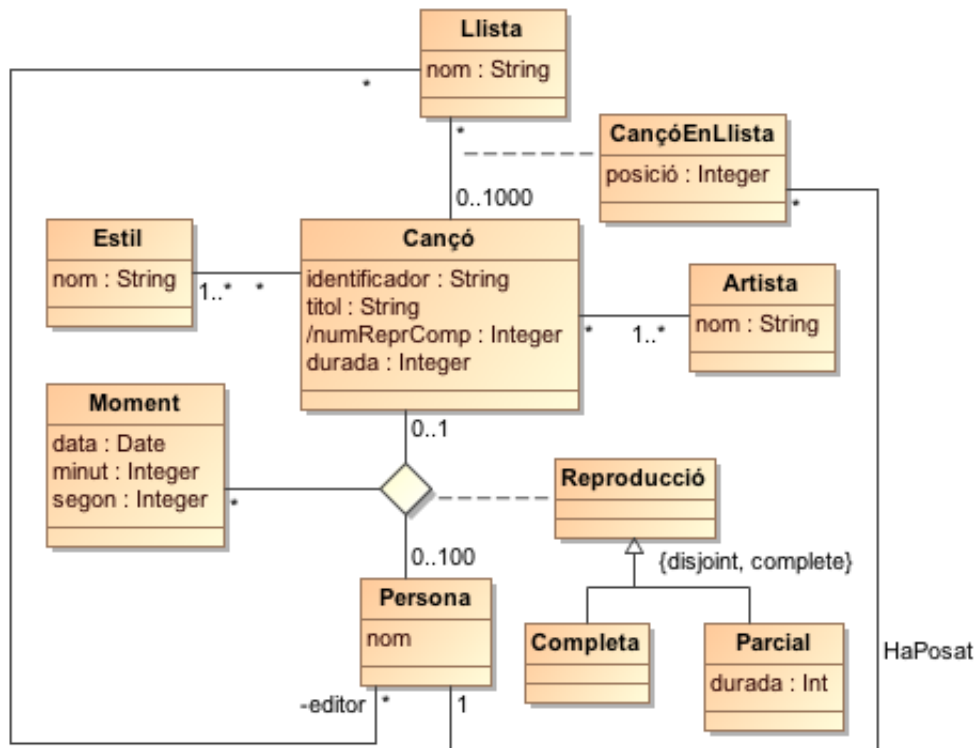 Llista
nom : String
*
*
CançóEnLlista
posició : Integer
*
0..1000
Estil
nom : String
1..*
*
Cançó
identificador : String
titol : String
/numReprComp : Integer
durada : Integer
*
1..*
Artista
nom : String
Moment
data : Date
minut : Integer
segon : Integer
*
0..1
Reproducció
{disjoint, complete}
0..100
Persona
nom
Completa
Parcial
durada : Int
HaPosat
-editor
*
1